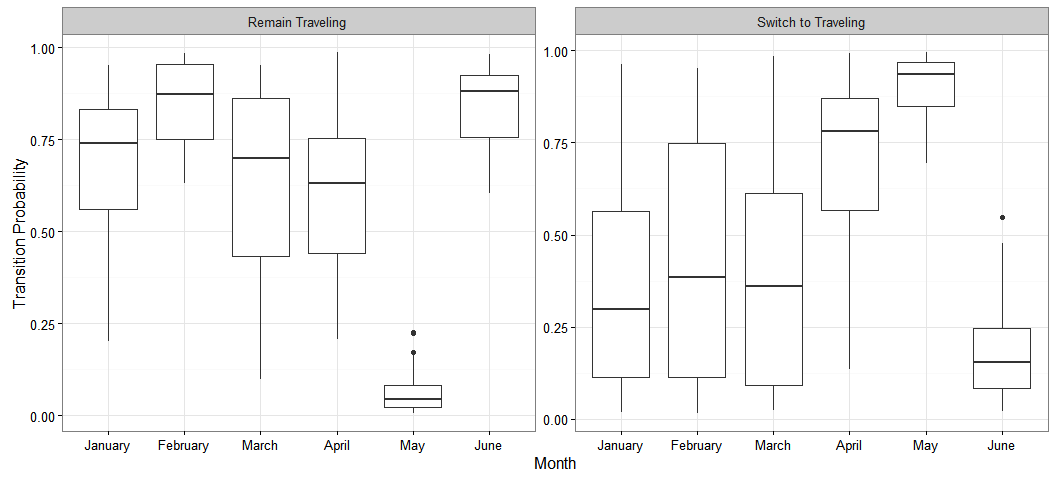 Remain Traveling
Switch to Traveling
Transition Probability
1.00
0.75
0.50
0.25
0.00
1.00
0.75
0.50
0.25
0.00
January February March April May June
January February March April May June
Month